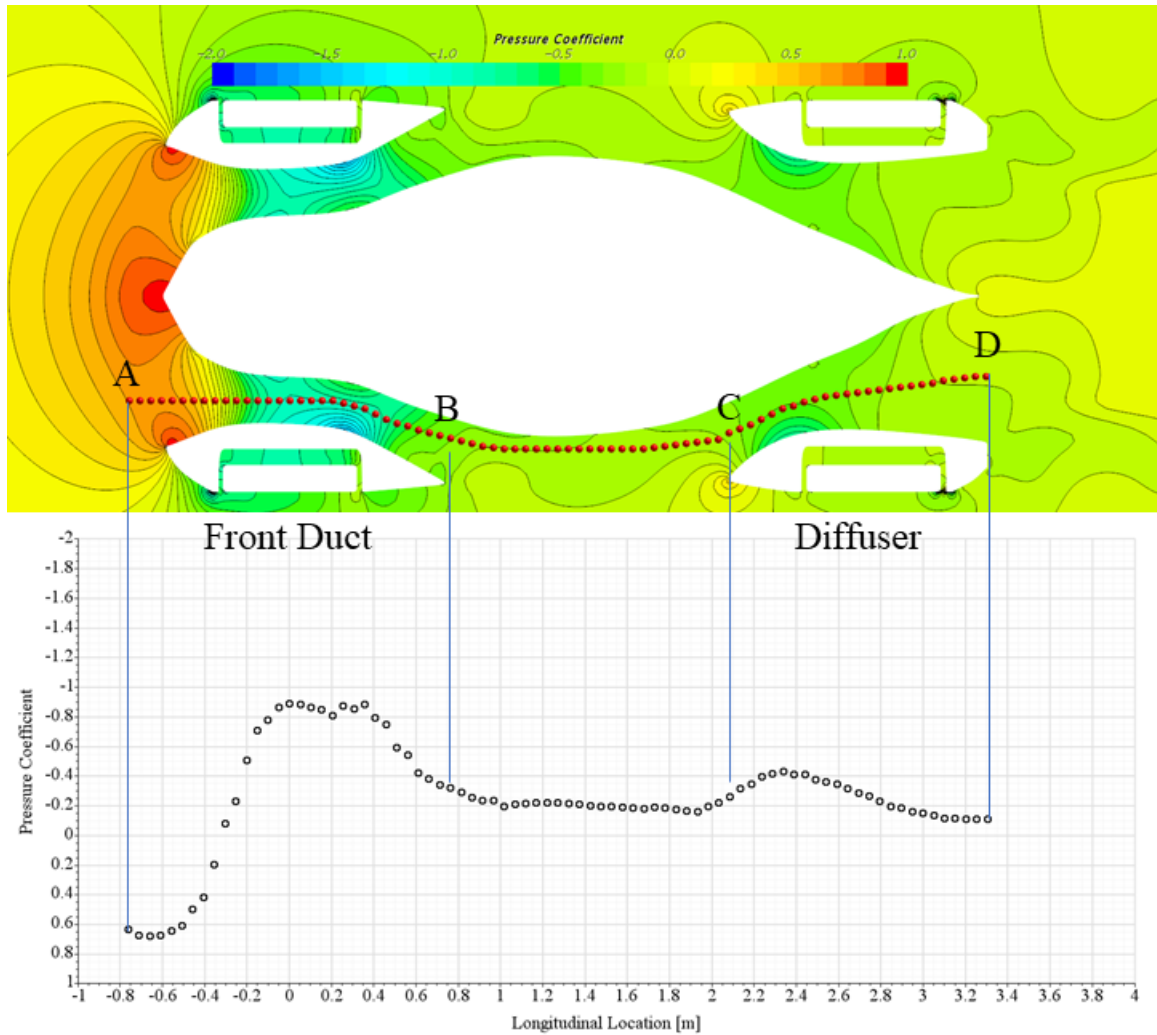 Pressure Coefficient
-2.0 -1.5 -1.0 -0.5 0.0 0.5 1.0
A
B
C
D
Front Duct
Diffuser
Pressure Coefficient
-2
-1.8
-1.6
-1.4
-1.2
-1
-0.8
-0.6
-0.4
-0.2
0
0.2
0.4
0.6
0.8
1
-1 -0.8 -0.6 -0.4 -0.2 0 0.2 0.4 0.6 0.8 1 1.2 1.4 1.6 1.8 2 2.2 2.4 2.6 2.8 3 3.2 3.4 3.6 3.8 4
Longitudinal Location [m]